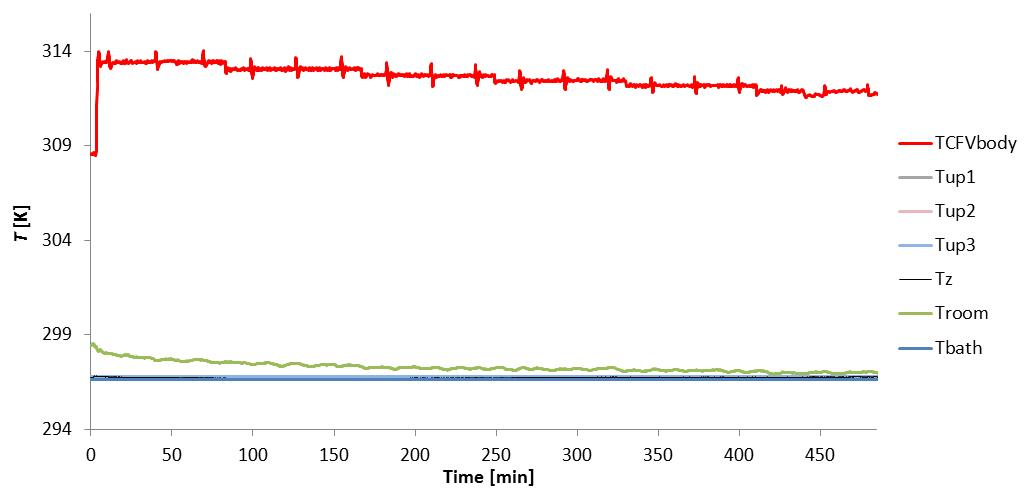 314
309
304
299
294
T [K]
0 50 100 150 200 250 300 350 400 450
Time [min]
TCFVbody
Tup1
Tup2
Tup3
Tz
Troom
Tbath